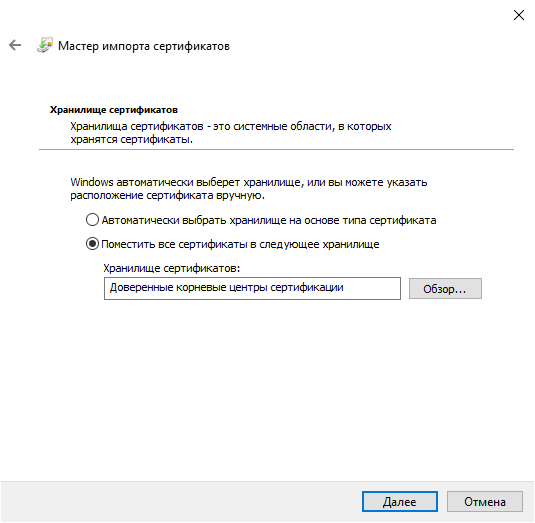 Мастер импорта сертификатов
Хранилище сертификатов
Хранилища сертификатов - это системные области, в которых
хранятся сертификаты.
Windows автоматически выберет хранилище, или вы можете указать
расположение сертификата вручную.
Автоматически выбрать хранилище на основе типа сертификата
Поместить все сертификаты в следующее хранилище
Хранилище сертификатов:
Доверенные корневые центры сертификации
Обзор...
Далее
Отмена